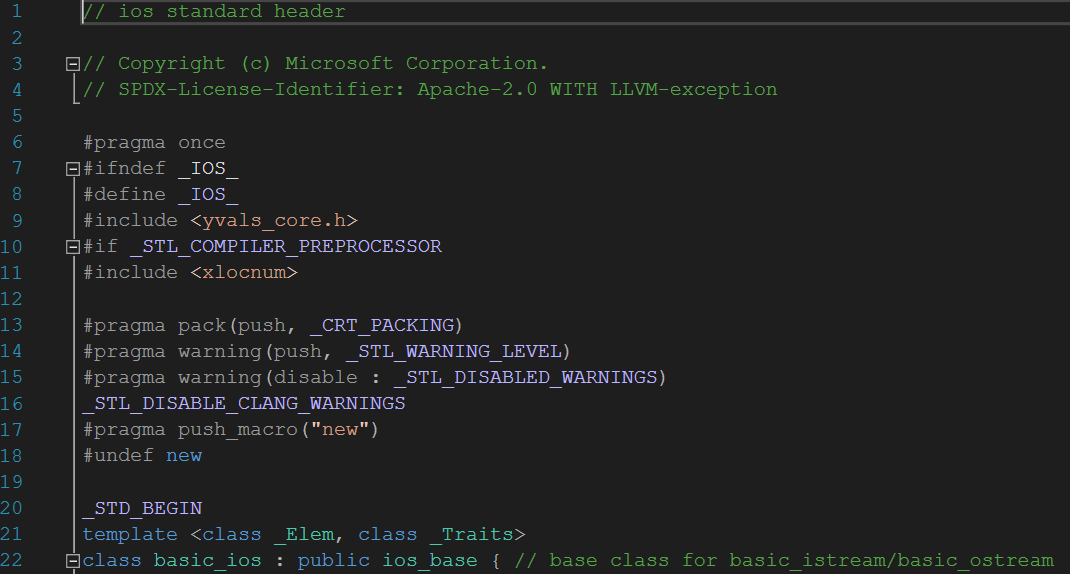 1 // ios standard header
2
3 // Copyright (c) Microsoft Corporation.
4 // SPDX-License-Identifier: Apache-2.0 WITH LLVM-exception
5
6 #pragma once
7 #ifndef _IOS_
8 #define _IOS_
9 #include <yvals_core.h>
10 #if _STL_COMPILER_PREPROCESSOR
11 #include <xlocnum>
12
13 #pragma pack(push, _CRT_PACKING)
14 #pragma warning(push, _STL_WARNING_LEVEL)
15 #pragma warning(disable : _STL_DISABLED_WARNINGS)
16 _STL_DISABLE_CLANG_WARNINGS
17 #pragma push_macro("new")
18 #undef new
19
20 _STD_BEGIN
21 template <class _Elem, class _Traits>
22 class basic_ios : public ios_base { // base class for basic_istream/basic_ostream